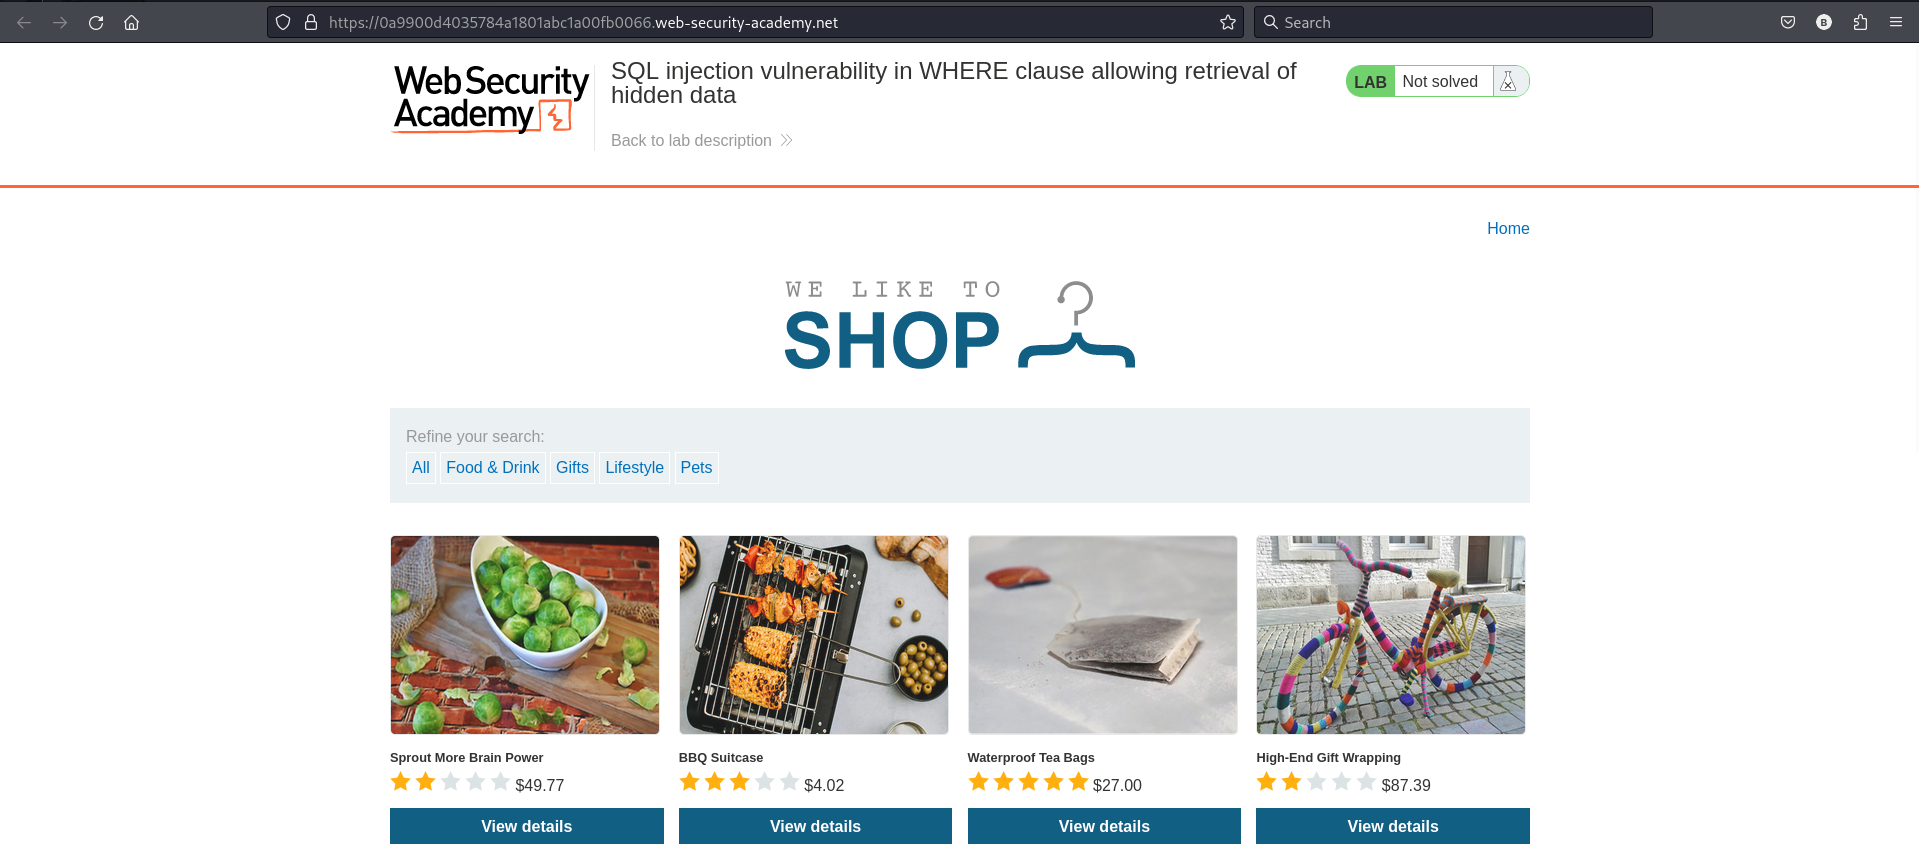 https://0a9900d4035784a1801abc1a00fb0066.web-security-academy.net
Search
B
Web Security
Academy
SQL injection vulnerability in WHERE clause allowing retrieval of
hidden data
Back to lab description
LAB Not solved
Home
WE LIKE TO
SHOP
Refine your search:
All Food & Drink Gifts Lifestyle Pets
Sprout More Brain Power
$49.77
View details
BBQ Suitcase
$4.02
View details
Waterproof Tea Bags
$27.00
View details
High-End Gift Wrapping
$87.39
View details